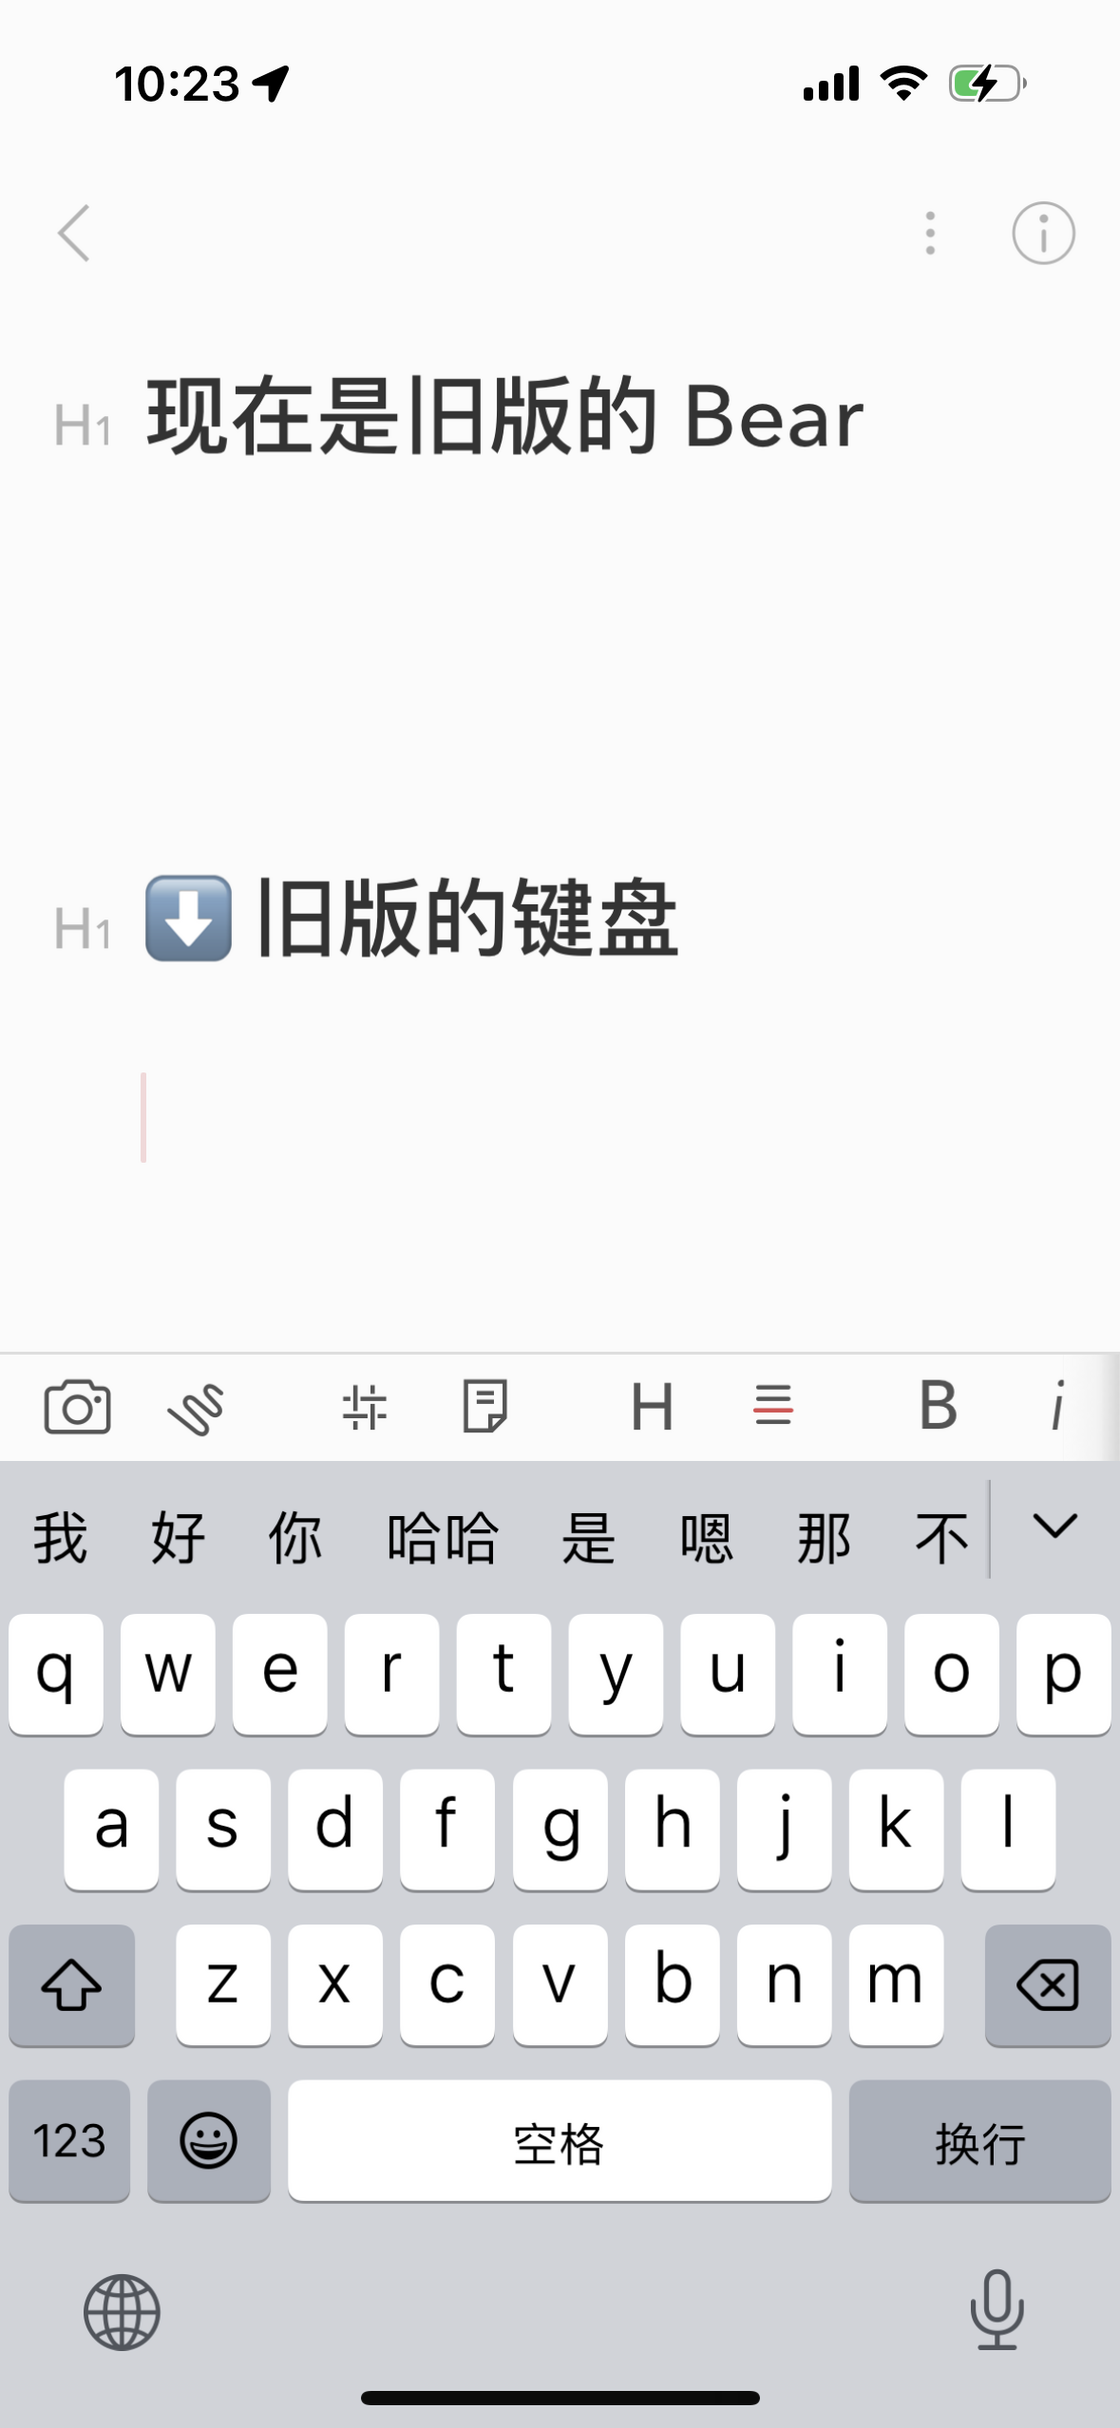 10:23
H1 现在是旧版的 Bear
H1 ⬇️ 旧版的键盘
H B i
我 好 你 哈哈 是 嗯 那 不
q w e r t y u i o p
a s d f g h j k l
z x c v b n m
123 空格 换行